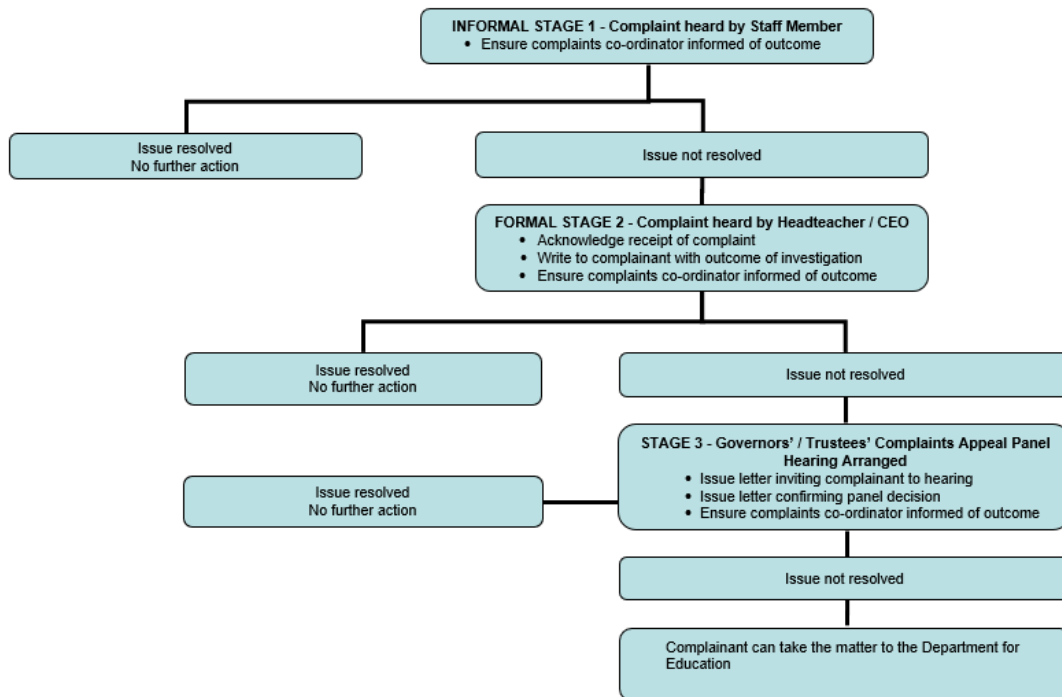 INFORMAL STAGE 1 - Complaint heard by Staff Member
• Ensure complaints co-ordinator informed of outcome
Issue resolved
No further action
Issue not resolved
FORMAL STAGE 2 - Complaint heard by Headteacher / CEO
• Acknowledge receipt of complaint
• Write to complainant with outcome of investigation
• Ensure complaints co-ordinator informed of outcome
Issue resolved
No further action
Issue not resolved
STAGE 3 - Governors' / Trustees' Complaints Appeal Panel
Hearing Arranged
• Issue letter inviting complainant to hearing
• Issue letter confirming panel decision
• Ensure complaints co-ordinator informed of outcome
Issue resolved
No further action
Issue not resolved
Complainant can take the matter to the Department for
Education